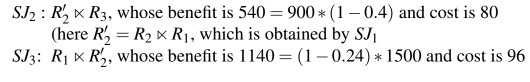 SJ₂ : R′₂ ⋉ R₃, whose benefit is 540 = 900 ∗ (1 − 0.4) and cost is 80
(here R′₂ = R₂ ⋉ R₁, which is obtained by SJ₁
SJ₃: R₁ ⋉ R′₂, whose benefit is 1140 = (1 − 0.24) ∗ 1500 and cost is 96